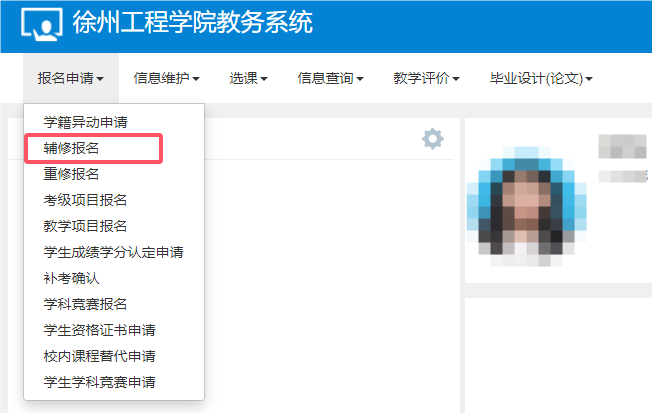 徐州工程学院教务系统
报名申请 信息维护 选课 信息查询 教学评价 毕业设计(论文)
学籍异动申请
辅修报名
重修报名
考级项目报名
教学项目报名
学生成绩学分认定申请
补考确认
学科竞赛报名
学生资格证书申请
校内课程替代申请
学生学科竞赛申请